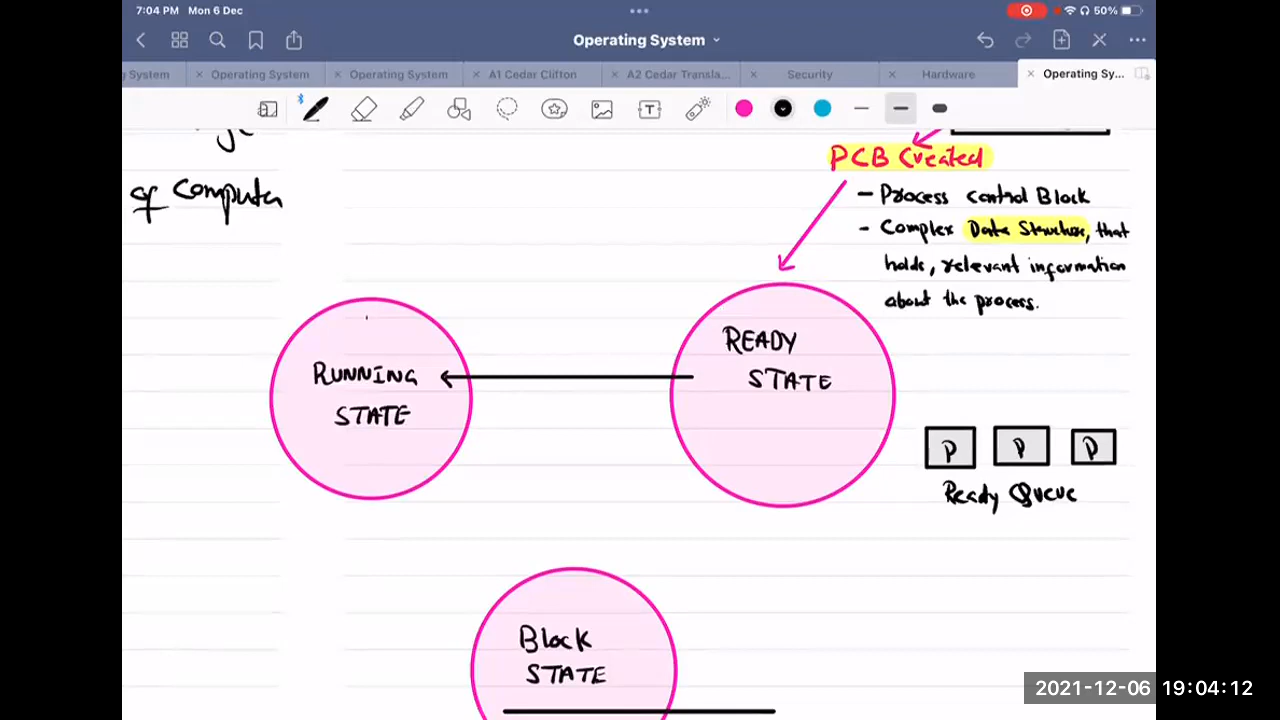 7:04 PM Mon 6 Dec
50%
Operating System
g System
Operating System
Operating System
A1 Cedar Clifton
A2 Cedar Transla...
Security
Hardware
Operating Sy...
of Computer
PCB Created
- Process control Block
- Complex Data Structure, that
holds, relevant information
about the process.
RUNNING
STATE
READY
STATE
P P P
Ready Queue
Block
STATE
2021-12-06 19:04:12